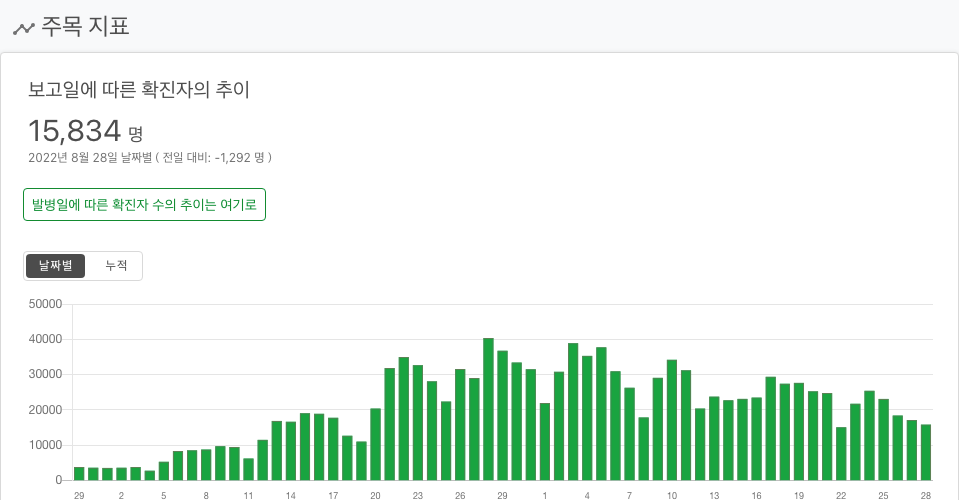 주목 지표
보고일에 따른 확진자의 추이
15,834 명
2022년 8월 28일 날짜별 ( 전일 대비: -1,292 명 )
발병일에 따른 확진자 수의 추이는 여기로
날짜별 누적
50000
40000
30000
20000
10000
0
29 2 5 8 11 14 17 20 23 26 29 1 4 7 10 13 16 19 22 25 28